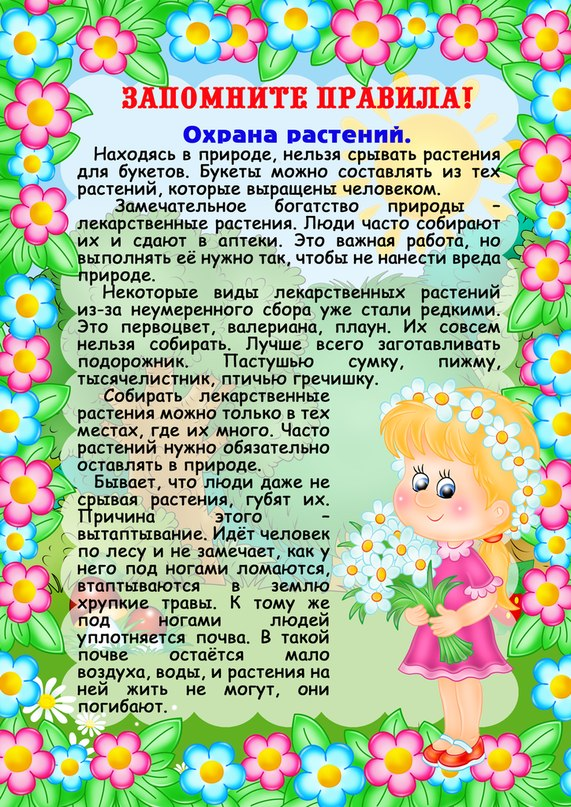 ЗАПОМНИТЕ ПРАВИЛА!
Охрана растений.
Находясь в природе, нельзя срывать растения
для букетов. Букеты можно составлять из тех
растений, которые выращены человеком.
Замечательное богатство природы –
лекарственные растения. Люди часто собирают
их и сдают в аптеки. Это важная работа, но
выполнять её нужно так, чтобы не нанести вреда
природе.
Некоторые виды лекарственных растений
из-за неумеренного сбора уже стали редкими.
Это первоцвет, валериана, плаун. Их совсем
нельзя собирать. Лучше всего заготавливать
подорожник. Пастушью сумку, пижму,
тысячелистник, птичью гречишку.
Собирать лекарственные
растения можно только в тех
местах, где их много. Часто
растений нужно обязательно
оставлять в природе.
Бывает, что люди даже не
срывая растения, губят их.
Причина этого –
вытаптывание. Идёт человек
по лесу и не замечает, как у
него под ногами ломаются,
втаптываются в землю
хрупкие травы. К тому же
под ногами людей
уплотняется почва. В такой
почве остаётся мало
воздуха, воды, и растения на
ней жить не могут, они
погибают.